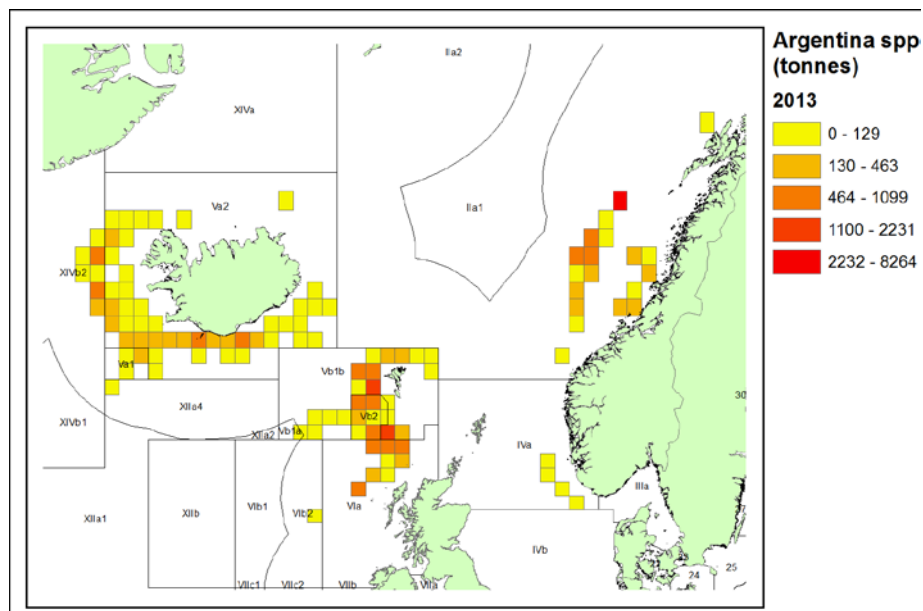 Argentina spp
(tonnes)
2013
0 - 129
130 - 463
464 - 1099
1100 - 2231
2232 - 8264
IIa2
XIVa
Va2
IIa1
XIVb2
Va1
Vb1b
XIIa4
Vb2
XIVb1
XIIa2
Vb1a
IVa
30
IIIa
XIIa1
XIIb
VIb1
VIb2
VIa
IVb
VIIc1
VIIc2
VIIb
VIIa
24
25